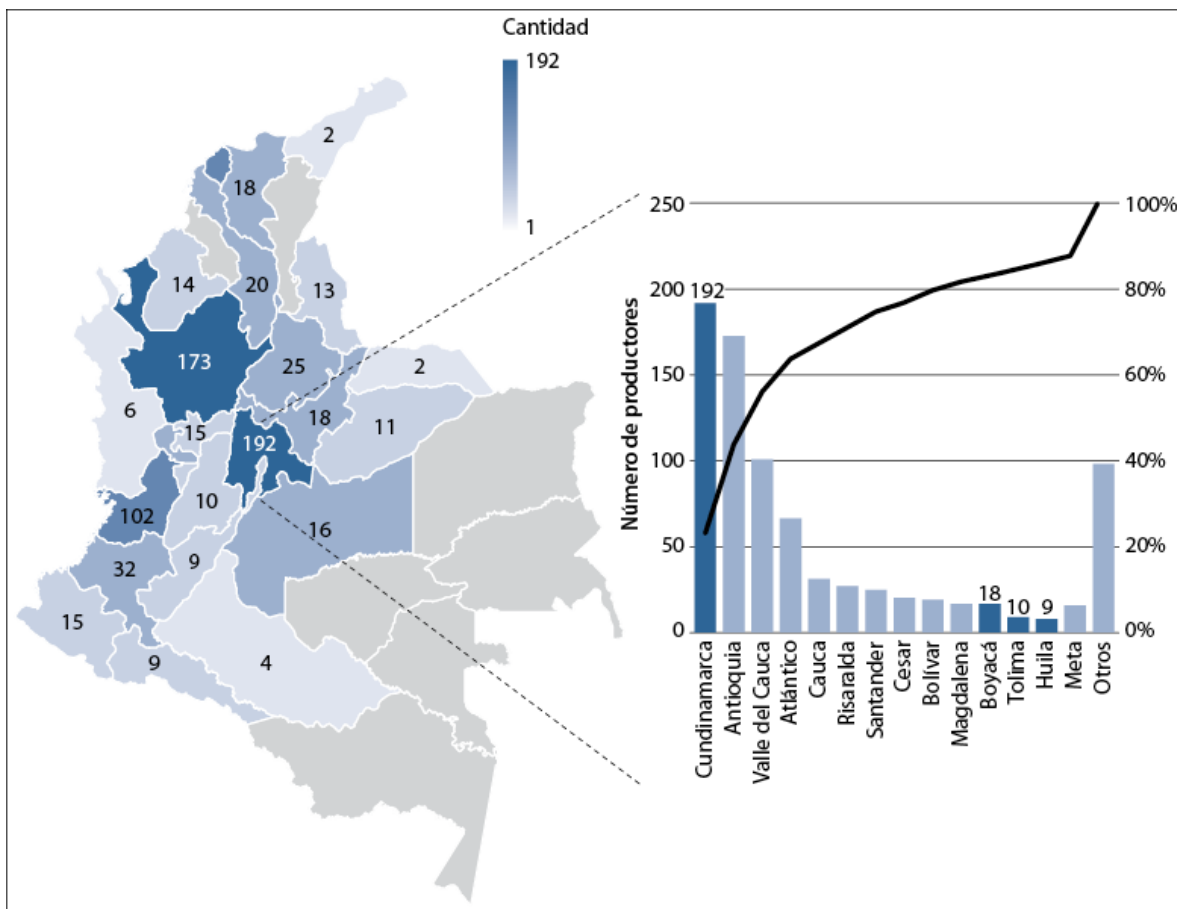 Cantidad
192
1
2
18
14
20
13
173
25
2
6
15
18
11
192
10
102
16
9
32
15
9
4
250
200
150
100
50
0
Número de productores
100%
80%
60%
40%
20%
0%
192
18
10
9
Cundinamarca
Antioquia
Valle del Cauca
Atlántico
Cauca
Risaralda
Santander
Cesar
Bolívar
Magdalena
Boyacá
Tolima
Huila
Meta
Otros